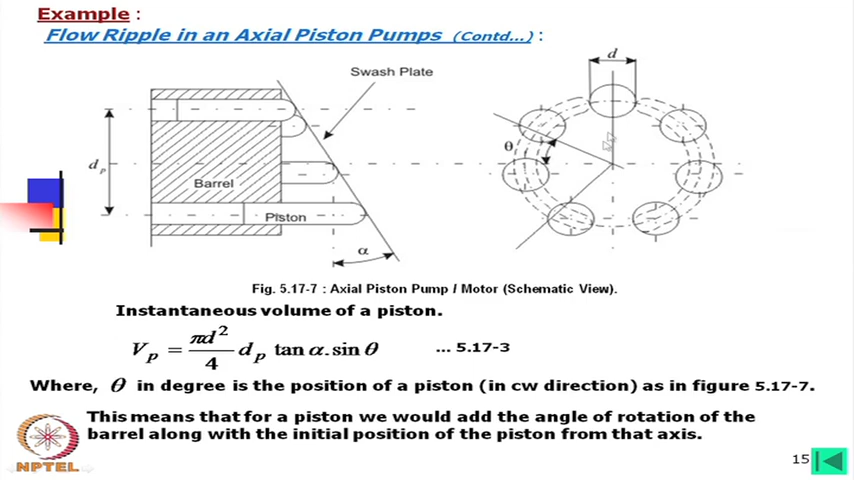 Example :
Flow Ripple in an Axial Piston Pumps (Contd...) :
Swash Plate
d
dp
θi
Barrel
Piston
α
Fig. 5.17-7 : Axial Piston Pump / Motor (Schematic View).
Instantaneous volume of a piston.
Vp = πd²/4 dp tan α. sin θ ... 5.17-3
Where, θ in degree is the position of a piston (in cw direction) as in figure 5.17-7.
This means that for a piston we would add the angle of rotation of the
barrel along with the initial position of the piston from that axis.
15
NPTEL